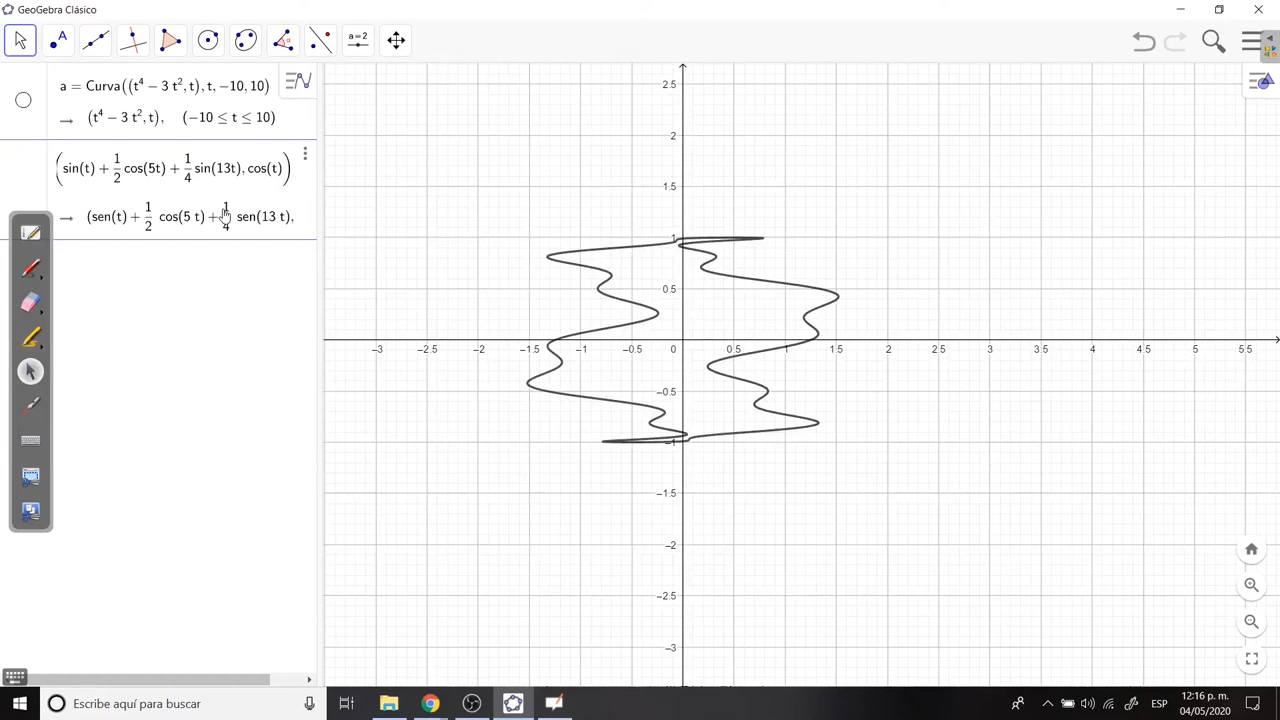 GeoGebra Clásico
a=2
a = Curva((t⁴ − 3 t², t), t, −10, 10)
→ (t⁴ − 3 t², t), (−10 ≤ t ≤ 10)
(sin(t) + 1/2 cos(5t) + 1/4 sin(13t), cos(t))
→ (sen(t) + 1/2 cos(5 t) + 1/4 sen(13 t),
2.5
2
1.5
1
0.5
−3 −2.5 −2 −1.5 −1 −0.5 0 0.5 1 1.5 2 2.5 3 3.5 4 4.5 5 5.5
−0.5
−1
−1.5
−2
−2.5
−3
Escribe aquí para buscar
ESP
12:16 p. m.
04/05/2020